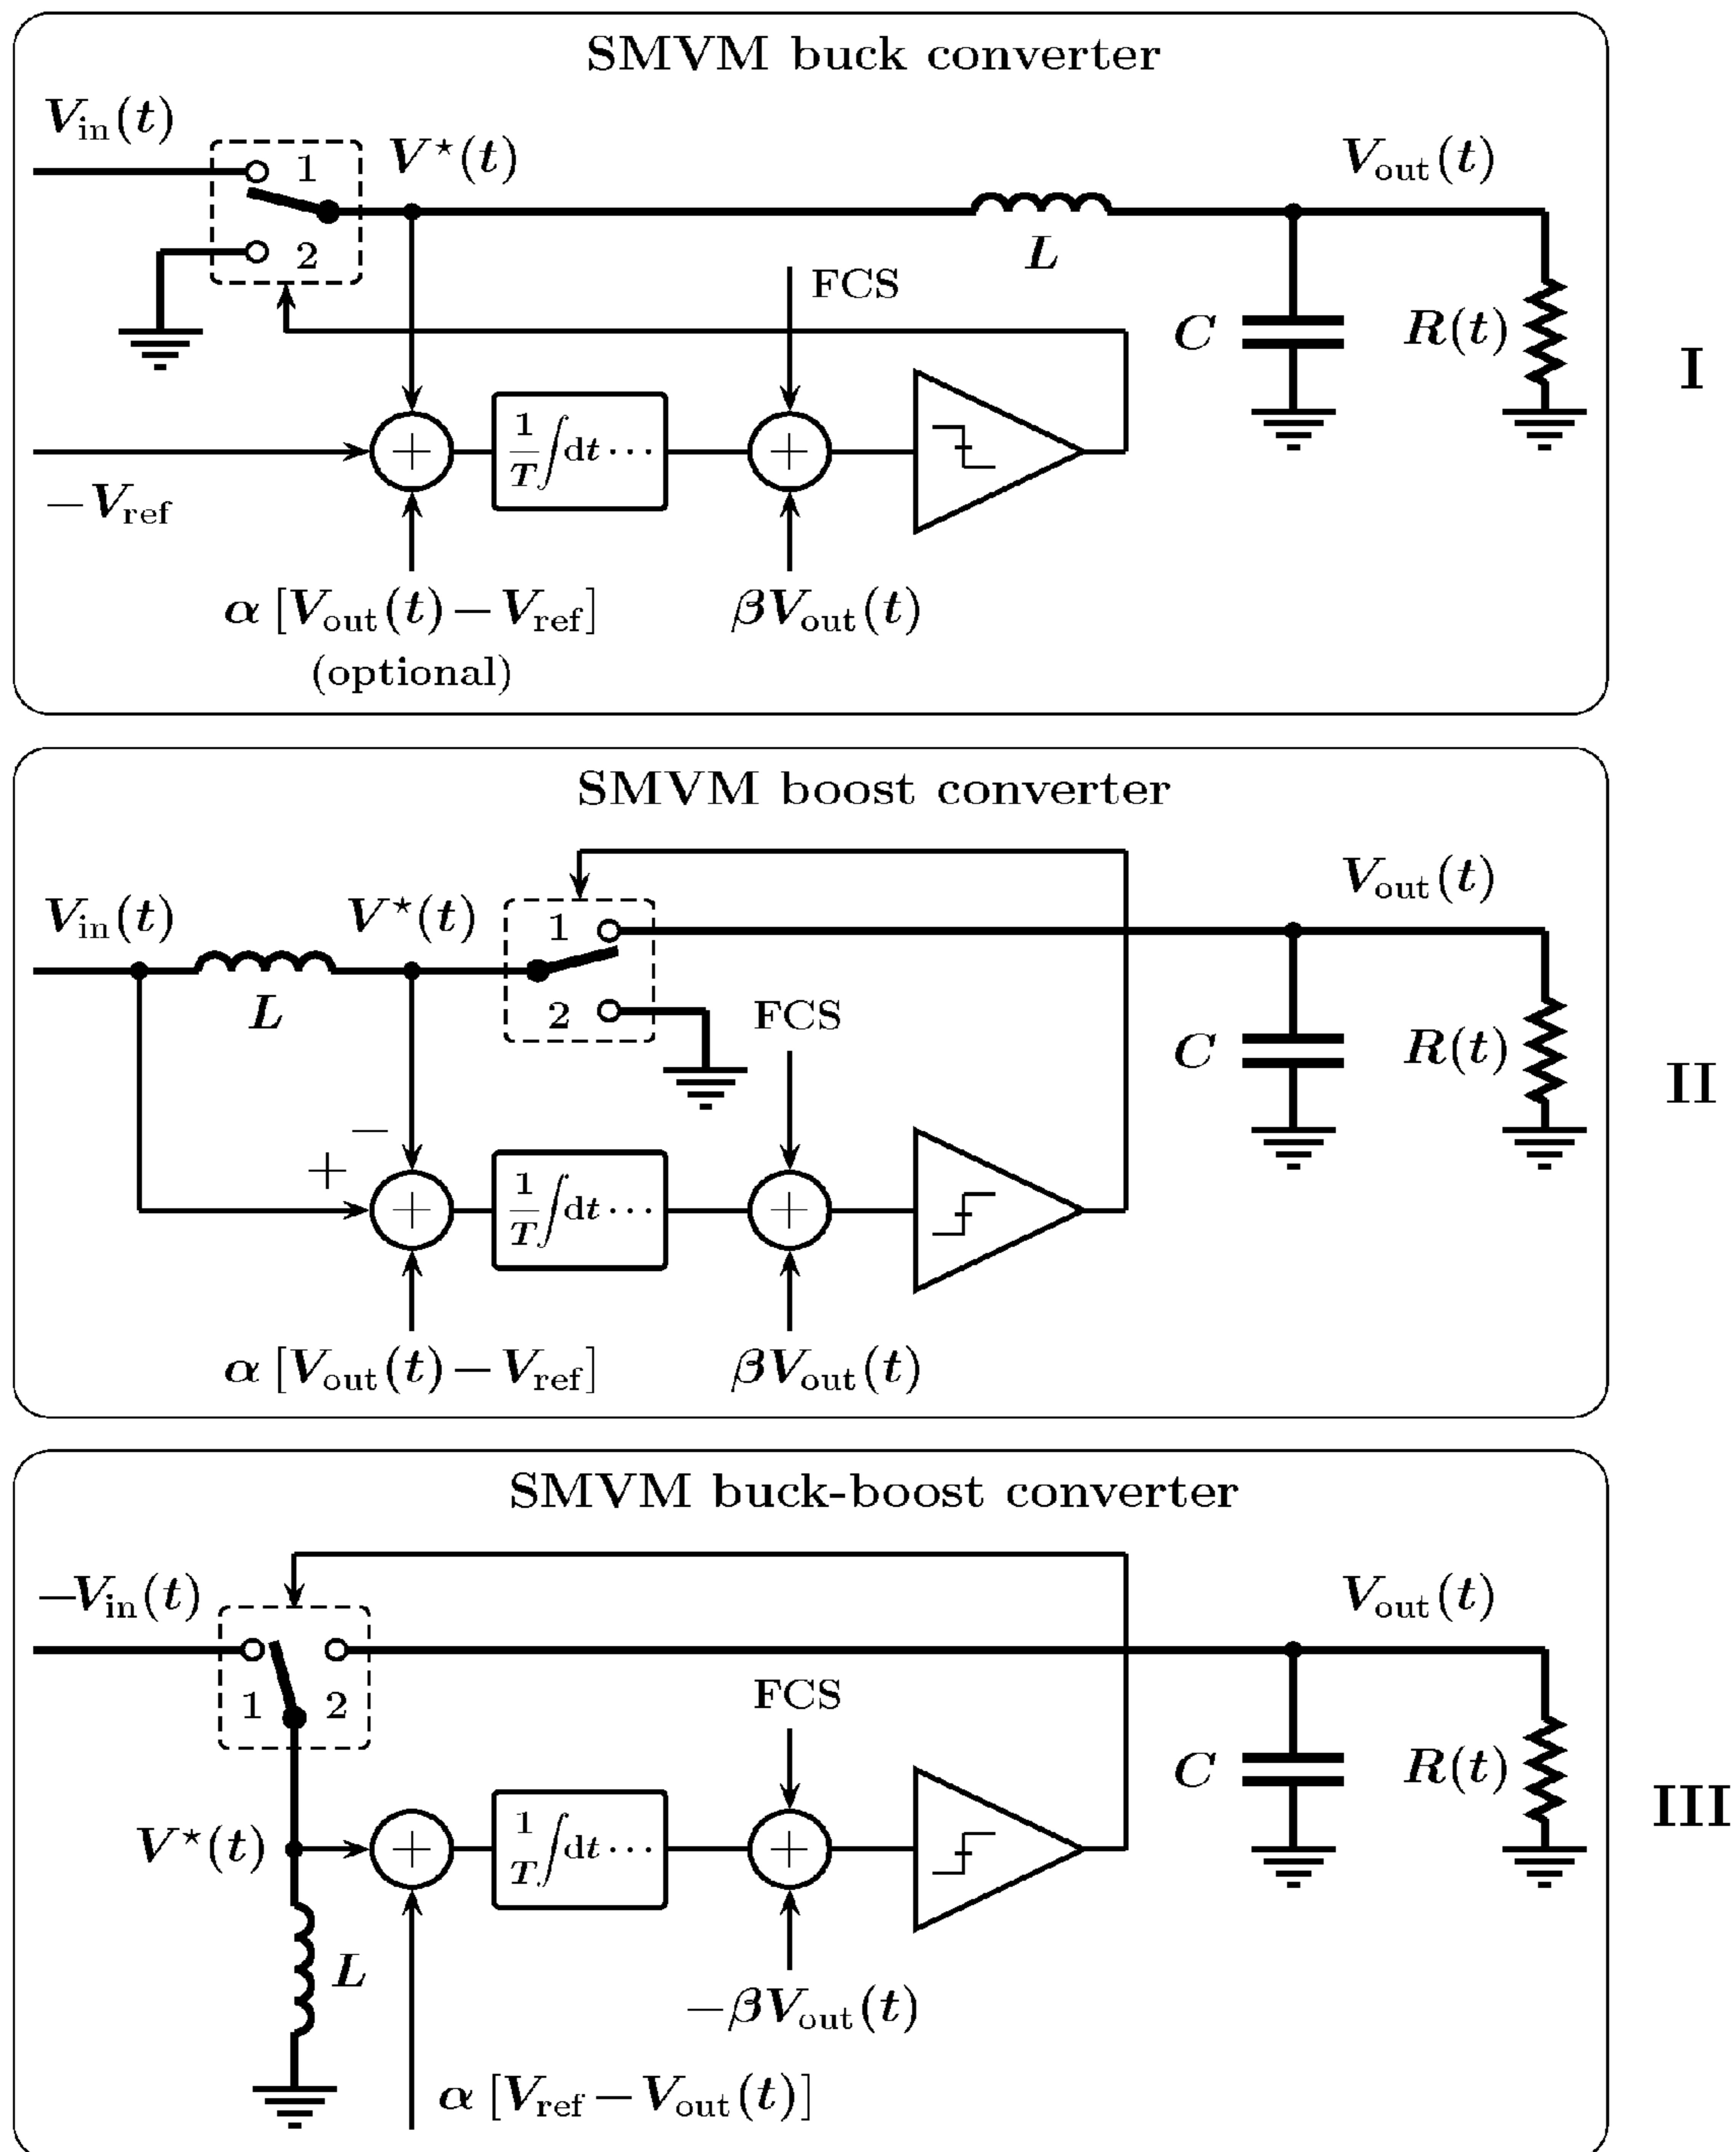 SMVM buck converter
V_in(t)
1
V*(t)
V_out(t)
2
L
FCS
C
R(t)
I
1/T ∫dt ···
+
+
−V_ref
α [V_out(t) − V_ref]
βV_out(t)
(optional)
SMVM boost converter
V_out(t)
V_in(t)
V*(t)
1
L
2
FCS
C
R(t)
II
−
+
1/T ∫dt ···
+
+
α [V_out(t) − V_ref]
βV_out(t)
SMVM buck-boost converter
−V_in(t)
V_out(t)
1
2
FCS
C
R(t)
III
V*(t)
+
1/T ∫dt ···
+
L
−βV_out(t)
α [V_ref − V_out(t)]